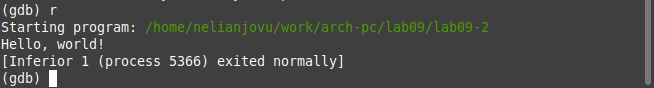 (gdb) r
Starting program: /home/nelianjovu/work/arch-pc/lab09/lab09-2
Hello, world!
[Inferior 1 (process 5366) exited normally]
(gdb)